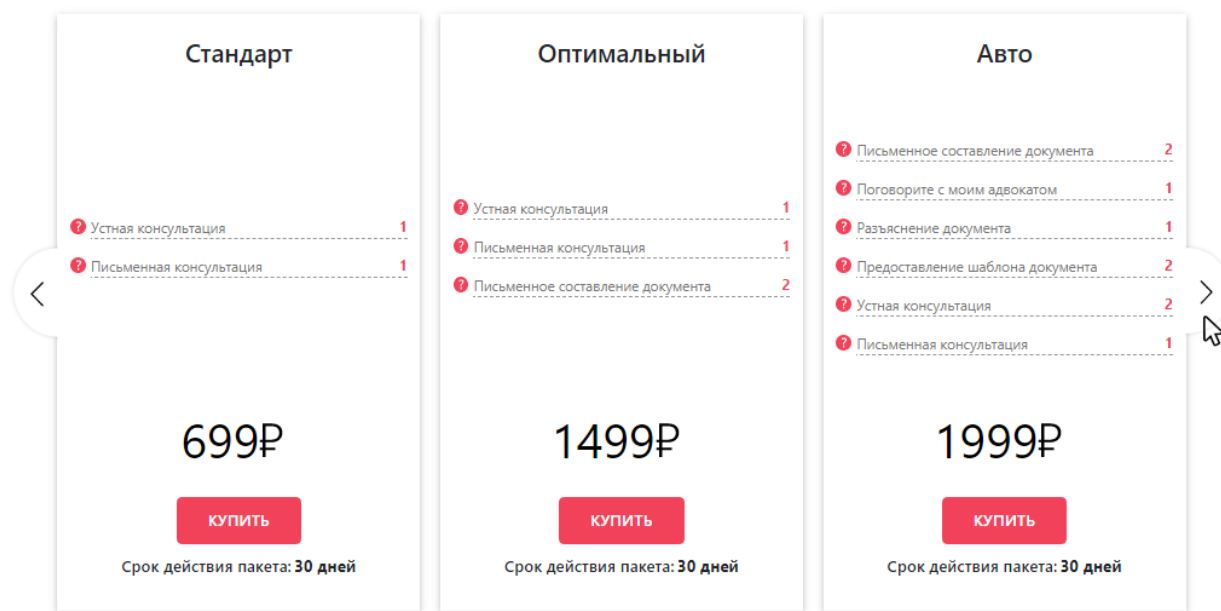 Стандарт
? Устная консультация 1
? Письменная консультация 1
699₽
КУПИТЬ
Срок действия пакета: 30 дней
Оптимальный
? Устная консультация 1
? Письменная консультация 1
? Письменное составление документа 2
1499₽
КУПИТЬ
Срок действия пакета: 30 дней
Авто
? Письменное составление документа 2
? Поговорите с моим адвокатом 1
? Разъяснение документа 1
? Предоставление шаблона документа 2
? Устная консультация 2
? Письменная консультация 1
1999₽
КУПИТЬ
Срок действия пакета: 30 дней